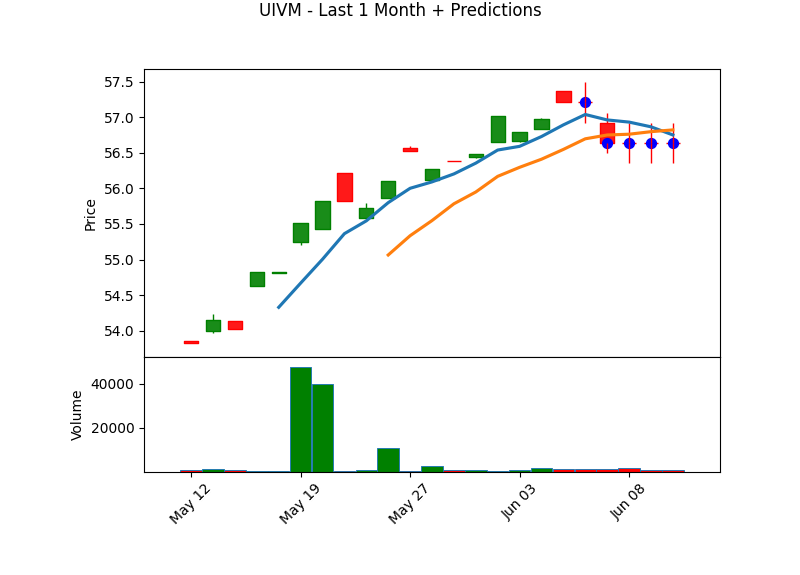 UIVM - Last 1 Month + Predictions
57.5
57.0
56.5
56.0
55.5
55.0
54.5
54.0
Price
40000
20000
Volume
May 12
May 19
May 27
Jun 03
Jun 08